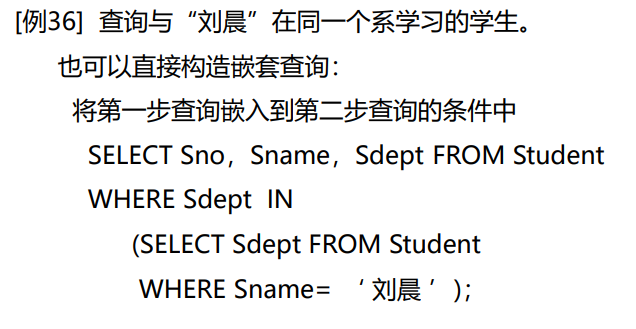 [例36] 查询与“刘晨”在同一个系学习的学生。
也可以直接构造嵌套查询：
将第一步查询嵌入到第二步查询的条件中
SELECT Sno，Sname，Sdept FROM Student
WHERE Sdept IN
(SELECT Sdept FROM Student
WHERE Sname= ‘ 刘晨 ’ )；